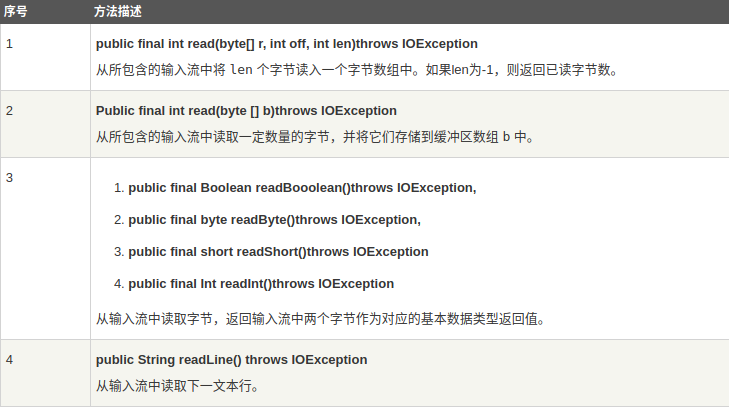 序号 方法描述
1 public final int read(byte[] r, int off, int len)throws IOException
从所包含的输入流中将 len 个字节读入一个字节数组中。如果len为-1，则返回已读字节数。
2 Public final int read(byte [] b)throws IOException
从所包含的输入流中读取一定数量的字节，并将它们存储到缓冲区数组 b 中。
3 1. public final Boolean readBooolean()throws IOException,
2. public final byte readByte()throws IOException,
3. public final short readShort()throws IOException
4. public final Int readInt()throws IOException
从输入流中读取字节，返回输入流中两个字节作为对应的基本数据类型返回值。
4 public String readLine() throws IOException
从输入流中读取下一文本行。